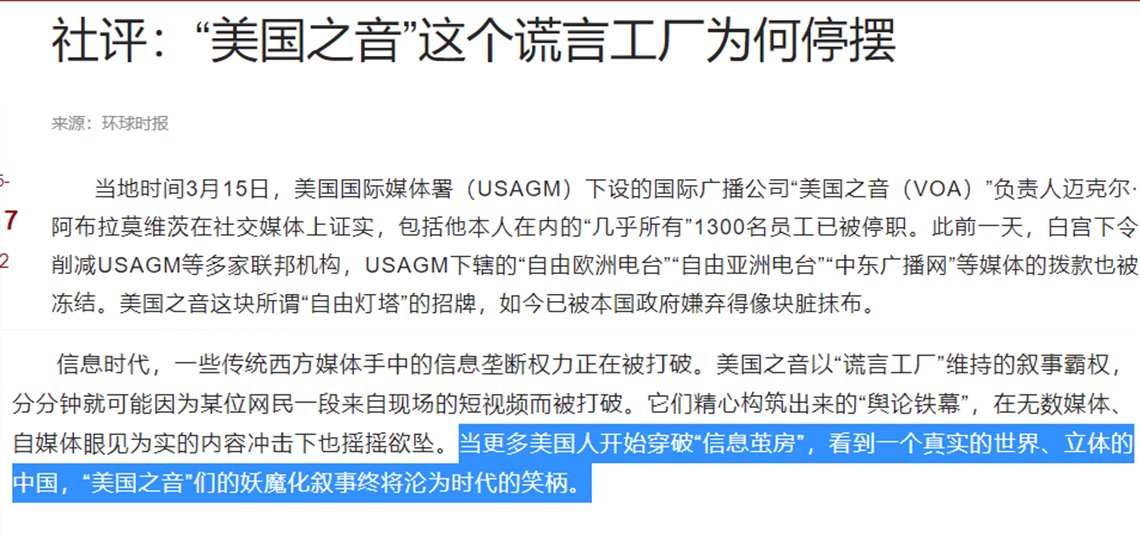 社评：“美国之音”这个谎言工厂为何停摆
来源：环球时报
5-
7
2
当地时间3月15日，美国国际媒体署（USAGM）下设的国际广播公司“美国之音（VOA）”负责人迈克尔·
阿布拉莫维茨在社交媒体上证实，包括他本人在内的“几乎所有”1300名员工已被停职。此前一天，白宫下令
削减USAGM等多家联邦机构，USAGM下辖的“自由欧洲电台”“自由亚洲电台”“中东广播网”等媒体的拨款也被
冻结。美国之音这块所谓“自由灯塔”的招牌，如今已被本国政府嫌弃得像块脏抹布。
信息时代，一些传统西方媒体手中的信息垄断权力正在被打破。美国之音以“谎言工厂”维持的叙事霸权，
分分钟就可能因为某位网民一段来自现场的短视频而被打破。它们精心构筑出来的“舆论铁幕”，在无数媒体、
自媒体眼见为实的内容冲击下也摇摇欲坠。当更多美国人开始穿破“信息茧房”，看到一个真实的世界、立体的
中国，“美国之音”们的妖魔化叙事终将沦为时代的笑柄。